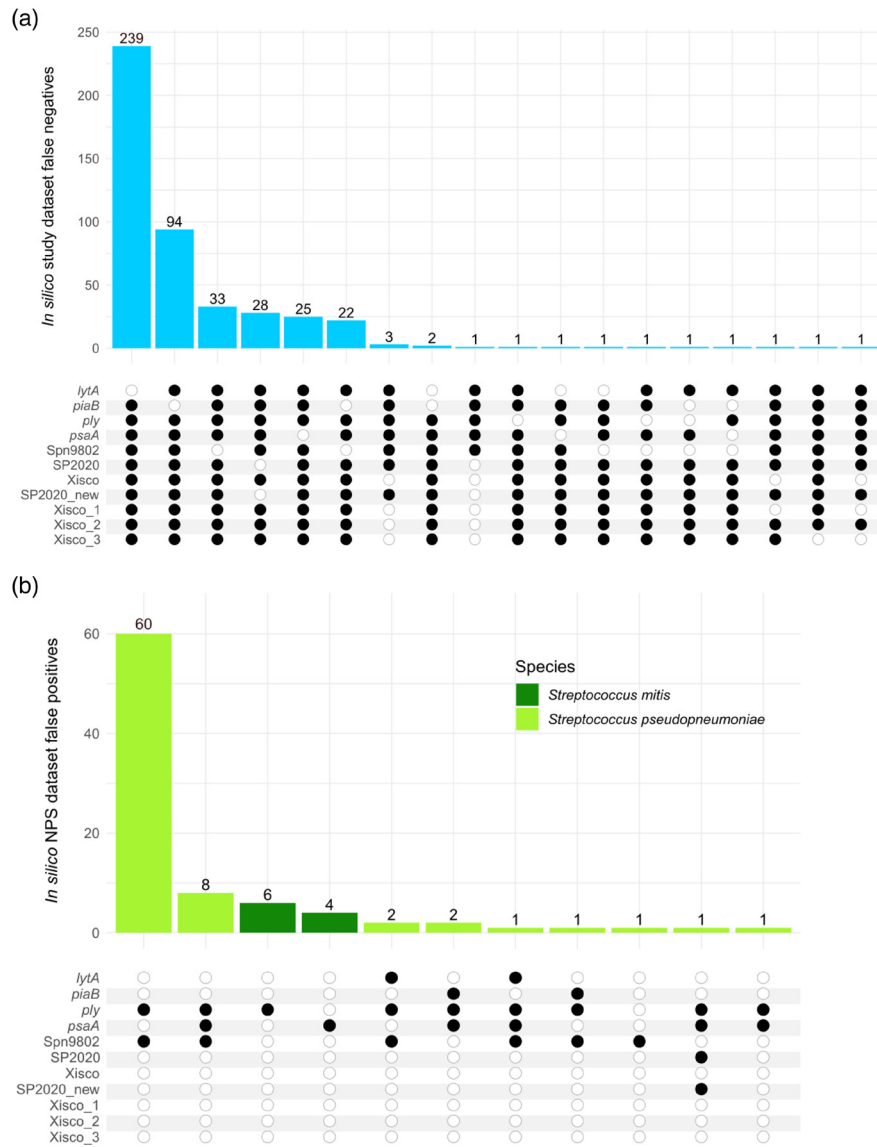 (a)
In silico study dataset false negatives
250
200
150
100
50
0
239
94
33
28
25
22
3
2
1
1
1
1
1
1
1
1
1
1
lytA
piaB
ply
psaA
Spn9802
SP2020
Xisco
SP2020_new
Xisco_1
Xisco_2
Xisco_3
(b)
In silico NPS dataset false positives
60
40
20
0
60
8
6
4
2
2
1
1
1
1
1
Species
Streptococcus mitis
Streptococcus pseudopneumoniae
lytA
piaB
ply
psaA
Spn9802
SP2020
Xisco
SP2020_new
Xisco_1
Xisco_2
Xisco_3